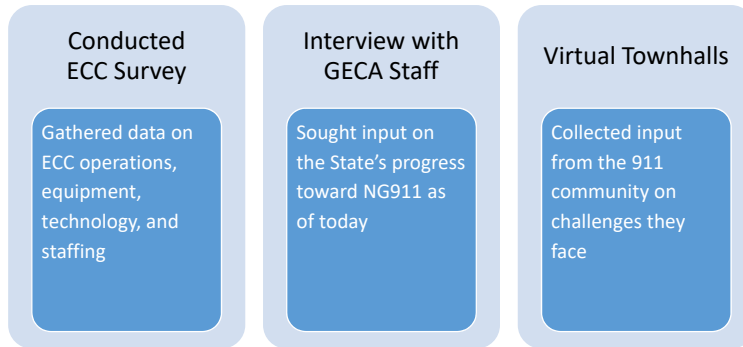 Conducted
ECC Survey
Gathered data on
ECC operations,
equipment,
technology, and
staffing
Interview with
GECA Staff
Sought input on
the State’s progress
toward NG911 as
of today
Virtual Townhalls
Collected input
from the 911
community on
challenges they
face